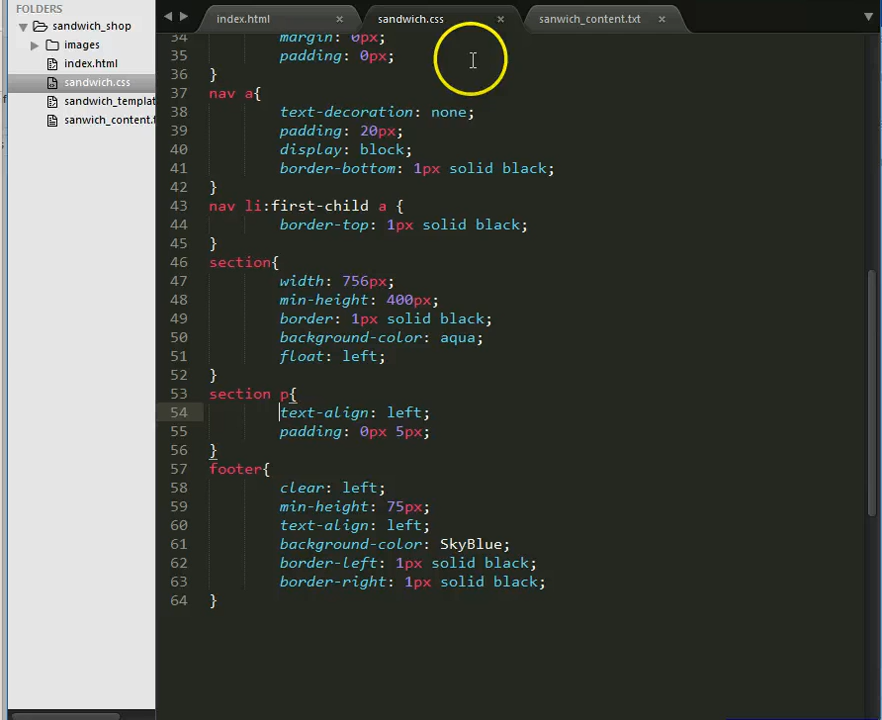 FOLDERS
sandwich_shop
images
index.html
sandwich.css
sandwich_templat
sanwich_content.
index.html ×
sandwich.css ×
sanwich_content.txt ×
34 margin: 0px;
35 padding: 0px;
36 }
37 nav a{
38 text-decoration: none;
39 padding: 20px;
40 display: block;
41 border-bottom: 1px solid black;
42 }
43 nav li:first-child a {
44 border-top: 1px solid black;
45 }
46 section{
47 width: 756px;
48 min-height: 400px;
49 border: 1px solid black;
50 background-color: aqua;
51 float: left;
52 }
53 section p{
54 text-align: left;
55 padding: 0px 5px;
56 }
57 footer{
58 clear: left;
59 min-height: 75px;
60 text-align: left;
61 background-color: SkyBlue;
62 border-left: 1px solid black;
63 border-right: 1px solid black;
64 }